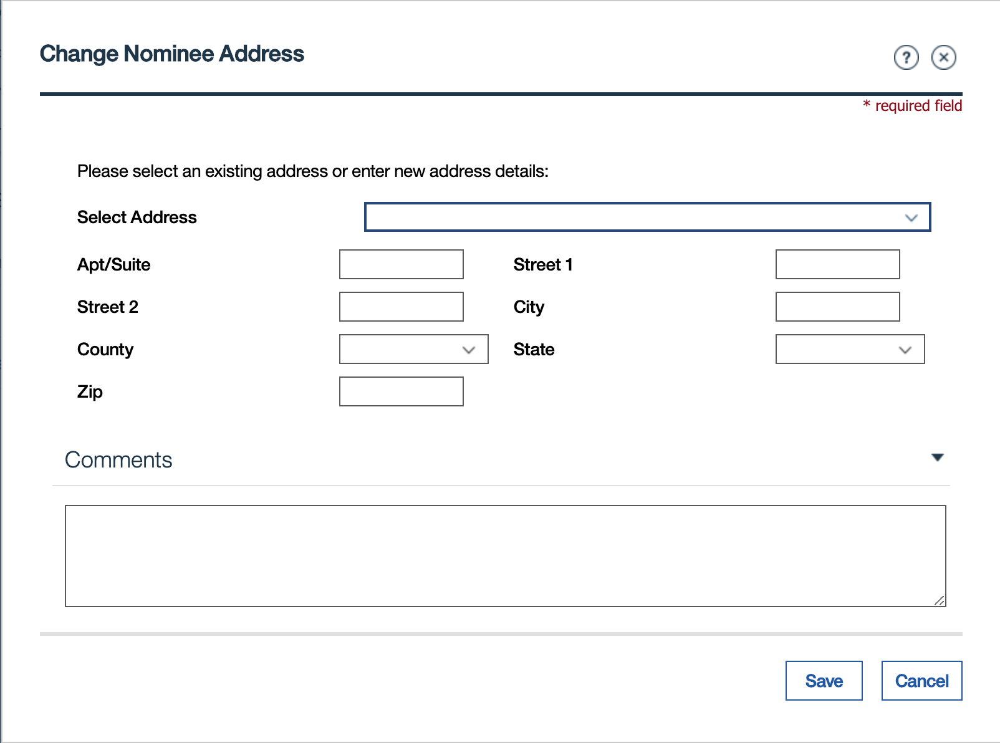 Change Nominee Address
* required field
Please select an existing address or enter new address details:
Select Address
Apt/Suite
Street 1
Street 2
City
County
State
Zip
Comments
Save
Cancel